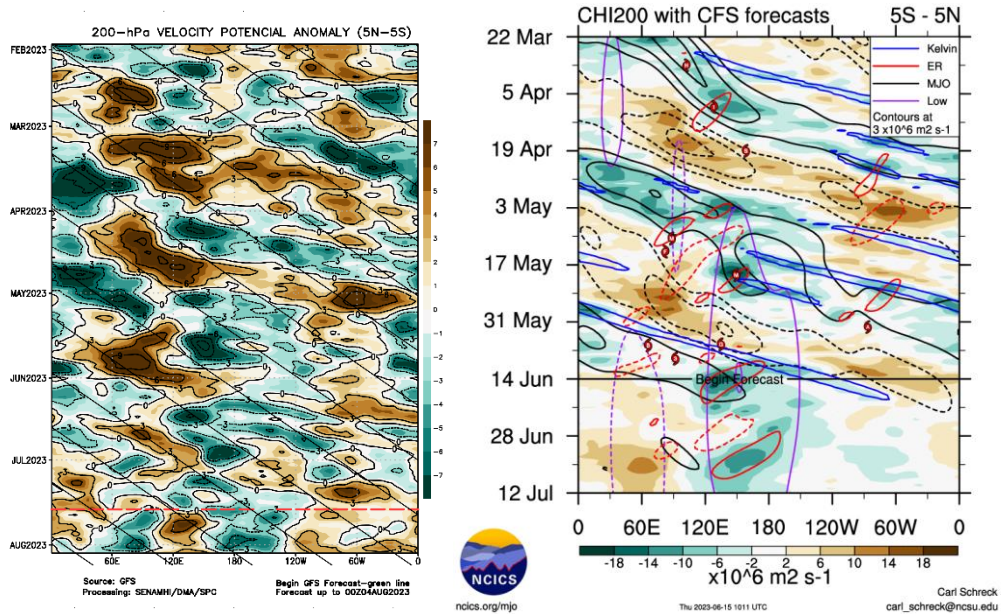 200-hPa VELOCITY POTENCIAL ANOMALY (5N-5S)
FEB2023
MAR2023
APR2023
MAY2023
JUN2023
JUL2023
AUG2023
60E
120E
180
120W
60W
0
7
6
5
4
3
2
1
-1
-2
-3
-4
-5
-6
-7
Source: GFS
Processing: SENAMHI/DMA/SPC
Begin GFS Forecast-green line
Forecast up to 00Z04AUG2023
CHI200 with CFS forecasts 5S - 5N
22 Mar
5 Apr
19 Apr
3 May
17 May
31 May
14 Jun
28 Jun
12 Jul
Kelvin
ER
MJO
Low
Contours at
3 x10^6 m2 s-1
Begin Forecast
0 60E 120E 180 120W 60W 0
-18 -14 -10 -6 -2 2 6 10 14 18
x10^6 m2 s-1
NCICS
ncics.org/mjo
Thu 2023-06-15 1011 UTC
Carl Schreck
carl_schreck@ncsu.edu